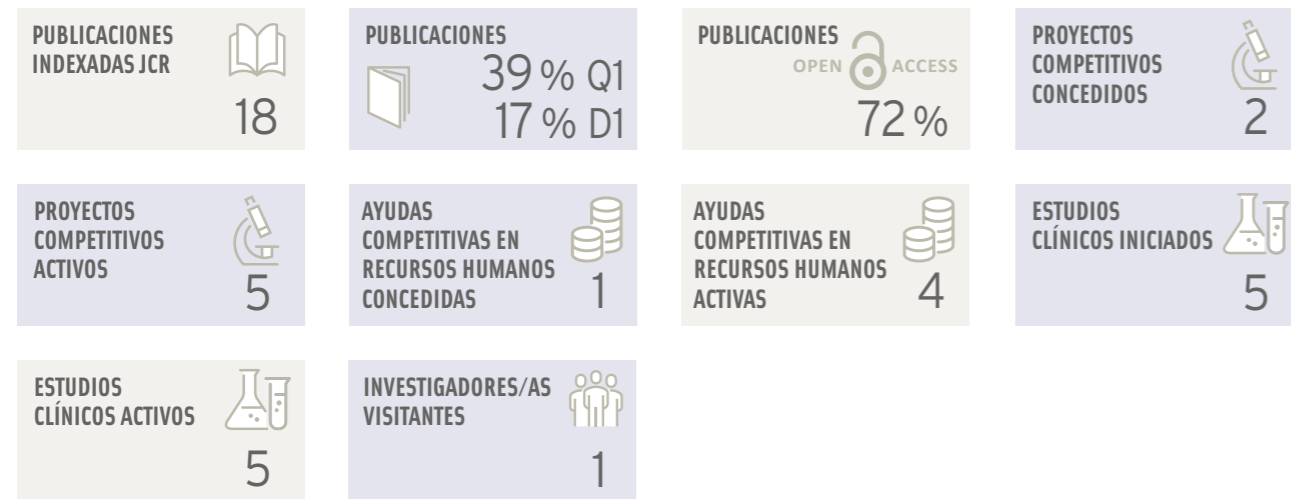 PUBLICACIONES
INDEXADAS JCR
18
PUBLICACIONES
39 % Q1
17 % D1
PUBLICACIONES
OPEN ACCESS
72 %
PROYECTOS
COMPETITIVOS
CONCEDIDOS
2
PROYECTOS
COMPETITIVOS
ACTIVOS
5
AYUDAS
COMPETITIVAS EN
RECURSOS HUMANOS
CONCEDIDAS
1
AYUDAS
COMPETITIVAS EN
RECURSOS HUMANOS
ACTIVAS
4
ESTUDIOS
CLÍNICOS INICIADOS
5
ESTUDIOS
CLÍNICOS ACTIVOS
5
INVESTIGADORES/AS
VISITANTES
1